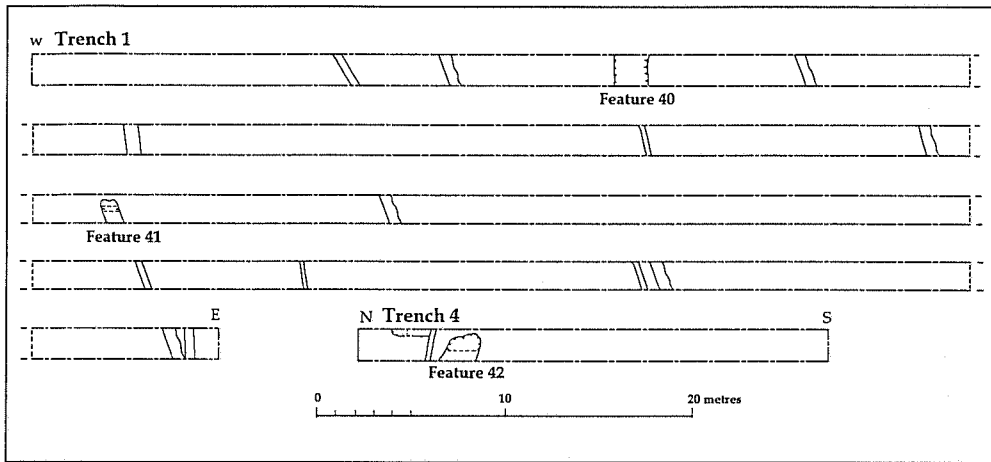 W Trench 1
Feature 40
Feature 41
E
N Trench 4 S
Feature 42
0 10 20 metres